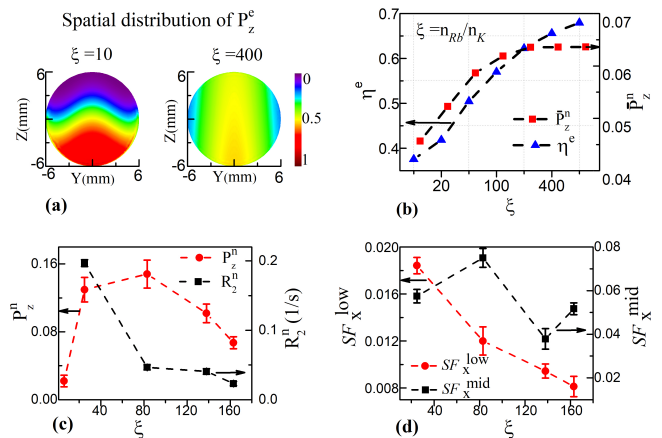 Spatial distribution of P_z^e
ξ =10
ξ =400
6
Z(mm)
-6
-6
Y(mm)
6
6
Z(mm)
-6
-6
Y(mm)
6
0
0.5
1
(a)
0.7
0.6
0.5
0.4
η^e
ξ =n_Rb/n_K
P̄_z^n
η^e
0.07
0.06
0.05
0.04
P̄_z^n
20
100
400
ξ
(b)
0.16
0.08
0.00
P_z^n
P_z^n
R_2^n
0.2
0.1
0.0
R_2^n (1/s)
0
40
80
120
160
ξ
(c)
0.020
0.016
0.012
0.008
SF_x^low
SF_x^low
SF_x^mid
0.08
0.06
0.04
0.02
SF_x^mid
40
80
120
160
ξ
(d)